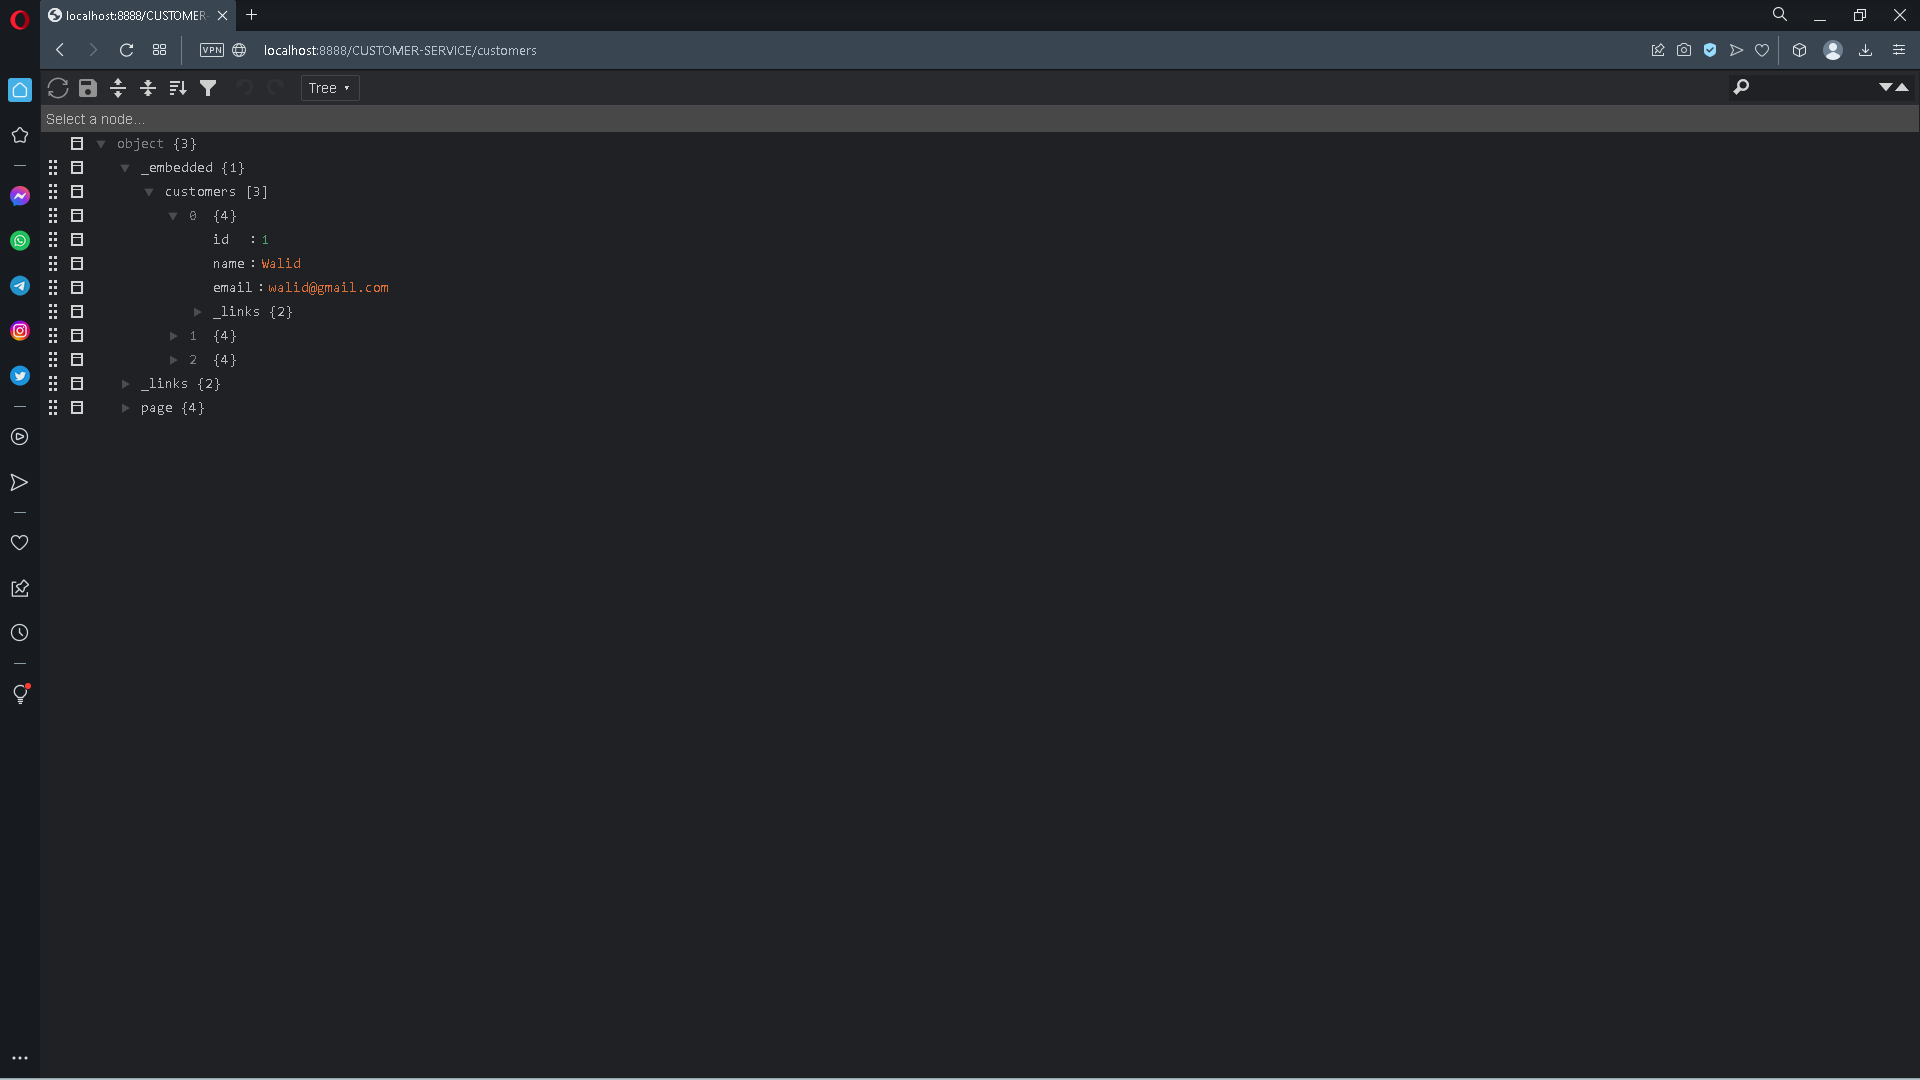 localhost:8888/CUSTOMER-
VPN
localhost:8888/CUSTOMER-SERVICE/customers
Tree
Select a node...
object {3}
_embedded {1}
customers [3]
0 {4}
id : 1
name : Walid
email : walid@gmail.com
_links {2}
1 {4}
2 {4}
_links {2}
page {4}